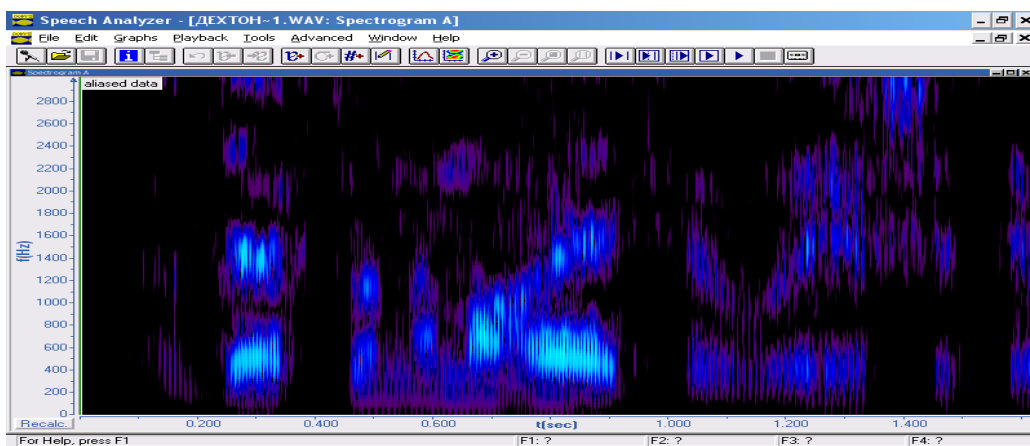 Speech Analyzer - [ДЕХТОН~1.WAV: Spectrogram A]
File Edit Graphs Playback Tools Advanced Window Help
Spectrogram A
aliased data
2800
2600
2400
2200
2000
1800
1600
1400
1200
1000
800
600
400
200
0
f(Hz)
Recalc. 0.200 0.400 0.600 t(sec) 1.000 1.200 1.400
For Help, press F1 F1: ? F2: ? F3: ? F4: ?